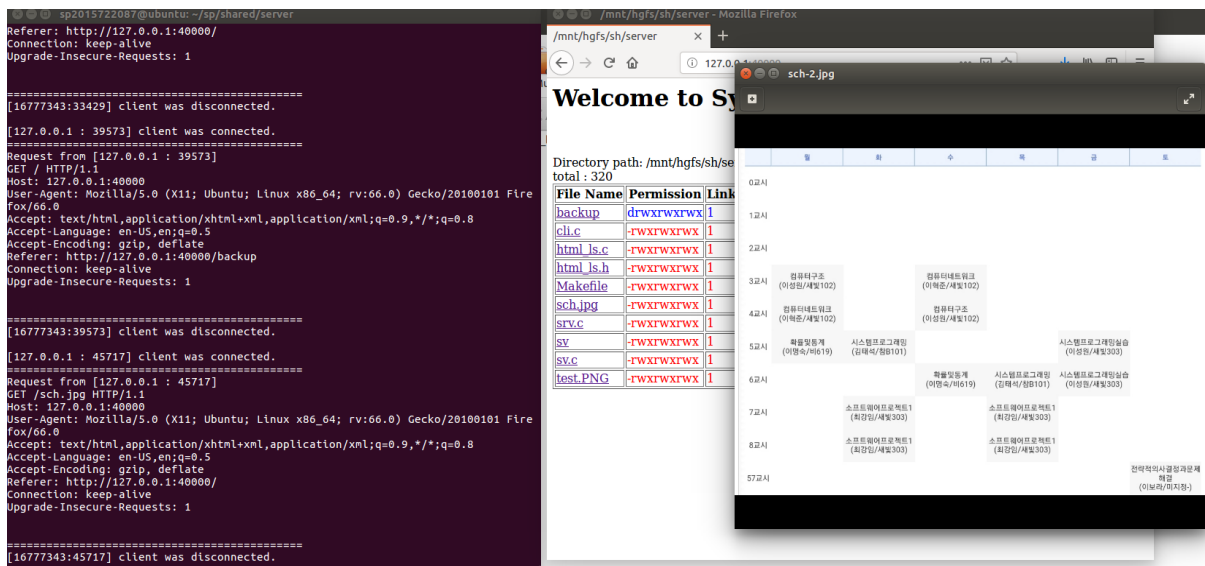 sp2015722087@ubuntu: ~/sp/shared/server
Referer: http://127.0.0.1:40000/
Connection: keep-alive
Upgrade-Insecure-Requests: 1
=============================================
[16777343:33429] client was disconnected.
[127.0.0.1 : 39573] client was connected.
=============================================
Request from [127.0.0.1 : 39573]
GET / HTTP/1.1
Host: 127.0.0.1:40000
User-Agent: Mozilla/5.0 (X11; Ubuntu; Linux x86_64; rv:66.0) Gecko/20100101 Fire
fox/66.0
Accept: text/html,application/xhtml+xml,application/xml;q=0.9,*/*;q=0.8
Accept-Language: en-US,en;q=0.5
Accept-Encoding: gzip, deflate
Referer: http://127.0.0.1:40000/backup
Connection: keep-alive
Upgrade-Insecure-Requests: 1
=============================================
[16777343:39573] client was disconnected.
[127.0.0.1 : 45717] client was connected.
=============================================
Request from [127.0.0.1 : 45717]
GET /sch.jpg HTTP/1.1
Host: 127.0.0.1:40000
User-Agent: Mozilla/5.0 (X11; Ubuntu; Linux x86_64; rv:66.0) Gecko/20100101 Fire
fox/66.0
Accept: text/html,application/xhtml+xml,application/xml;q=0.9,*/*;q=0.8
Accept-Language: en-US,en;q=0.5
Accept-Encoding: gzip, deflate
Referer: http://127.0.0.1:40000/
Connection: keep-alive
Upgrade-Insecure-Requests: 1
=============================================
[16777343:45717] client was disconnected.
/mnt/hgfs/sh/server - Mozilla Firefox
/mnt/hgfs/sh/server
Welcome to Sy
Directory path: /mnt/hgfs/sh/se
total : 320
File Name Permission Link
backup drwxrwxrwx 1
cli.c -rwxrwxrwx 1
html_ls.c -rwxrwxrwx 1
html_ls.h -rwxrwxrwx 1
Makefile -rwxrwxrwx 1
sch.jpg -rwxrwxrwx 1
srv.c -rwxrwxrwx 1
sv -rwxrwxrwx 1
sv.c -rwxrwxrwx 1
test.PNG -rwxrwxrwx 1
sch-2.jpg
월 화 수 목 금 토
0교시
1교시
2교시
3교시 컴퓨터구조 컴퓨터네트워크
(이성원/새빛102) (이혁준/새빛102)
4교시 컴퓨터네트워크 컴퓨터구조
(이혁준/새빛102) (이성원/새빛102)
5교시 확률및통계 시스템프로그래밍 시스템프로그래밍실습
(이명숙/비619) (김태석/참B101) (이성원/새빛303)
6교시 확률및통계 시스템프로그래밍 시스템프로그래밍실습
(이명숙/비619) (김태석/참B101) (이성원/새빛303)
7교시 소프트웨어프로젝트1 소프트웨어프로젝트1
(최강임/새빛303) (최강임/새빛303)
8교시 소프트웨어프로젝트1 소프트웨어프로젝트1
(최강임/새빛303) (최강임/새빛303)
57교시 전략적의사결정과문제
해결
(이보라/미지정-)